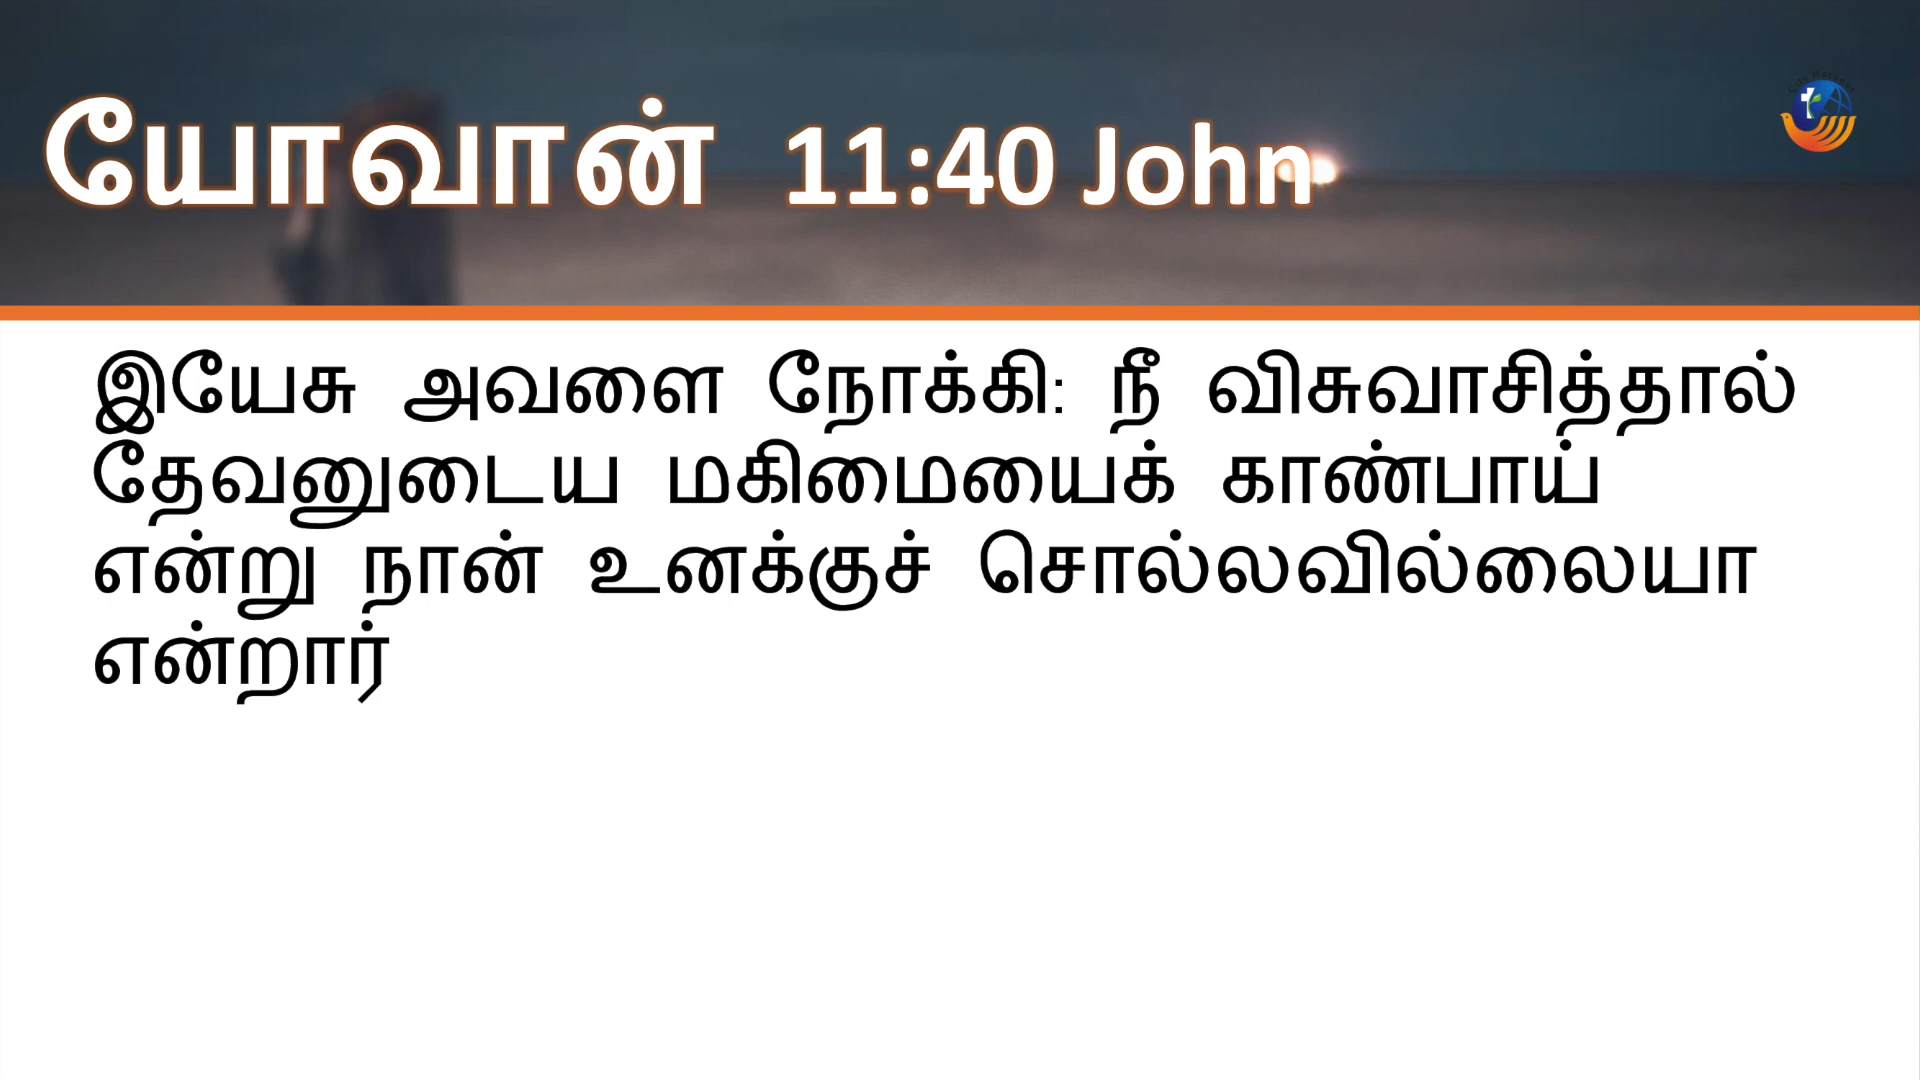 யோவான் 11:40 John
இயேசு அவளை நோக்கி: நீ விசுவாசித்தால்
தேவனுடைய மகிமையைக் காண்பாய்
என்று நான் உனக்குச் சொல்லவில்லையா
என்றார்